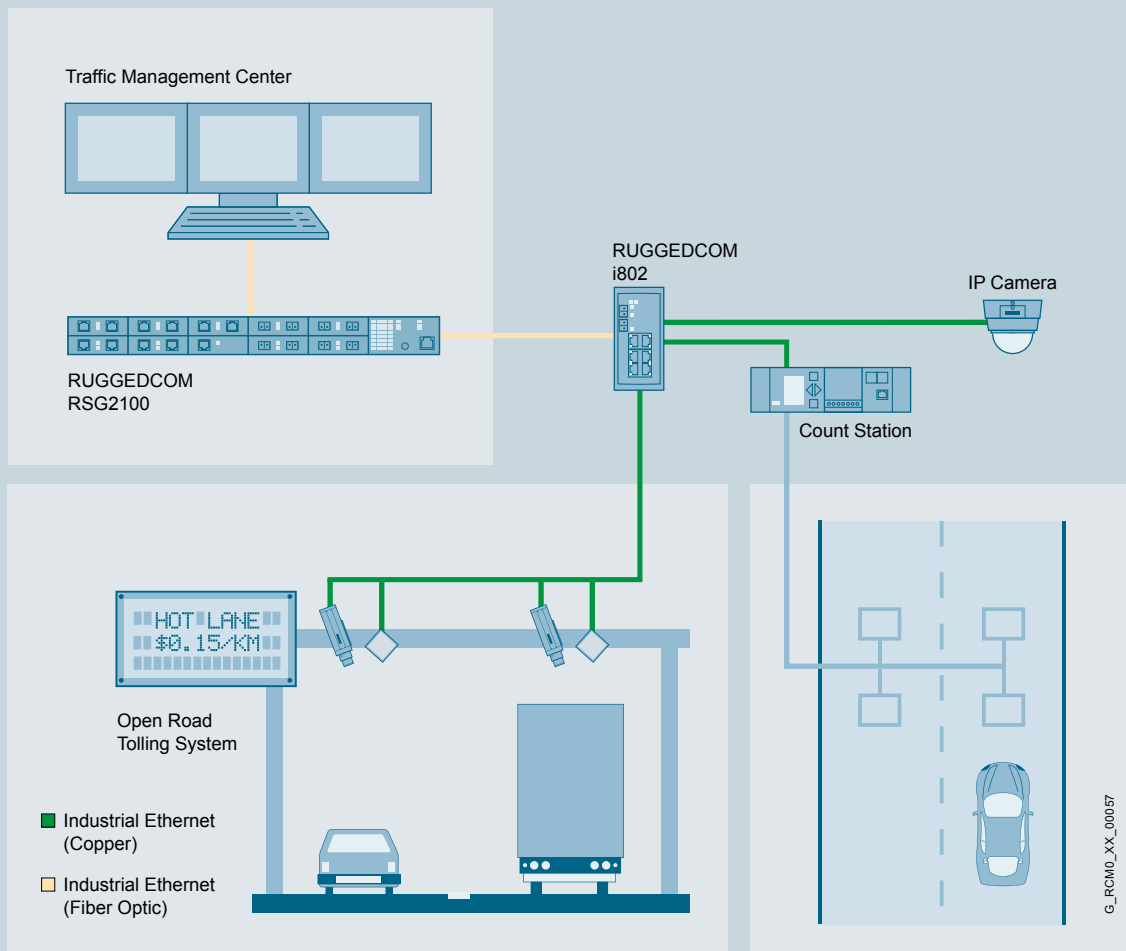 Traffic Management Center
RUGGEDCOM
RSG2100
RUGGEDCOM
i802
IP Camera
Count Station
HOT LANE
$0.15/KM
Open Road
Tolling System
Industrial Ethernet
(Copper)
Industrial Ethernet
(Fiber Optic)
G_RCM0_XX_00057